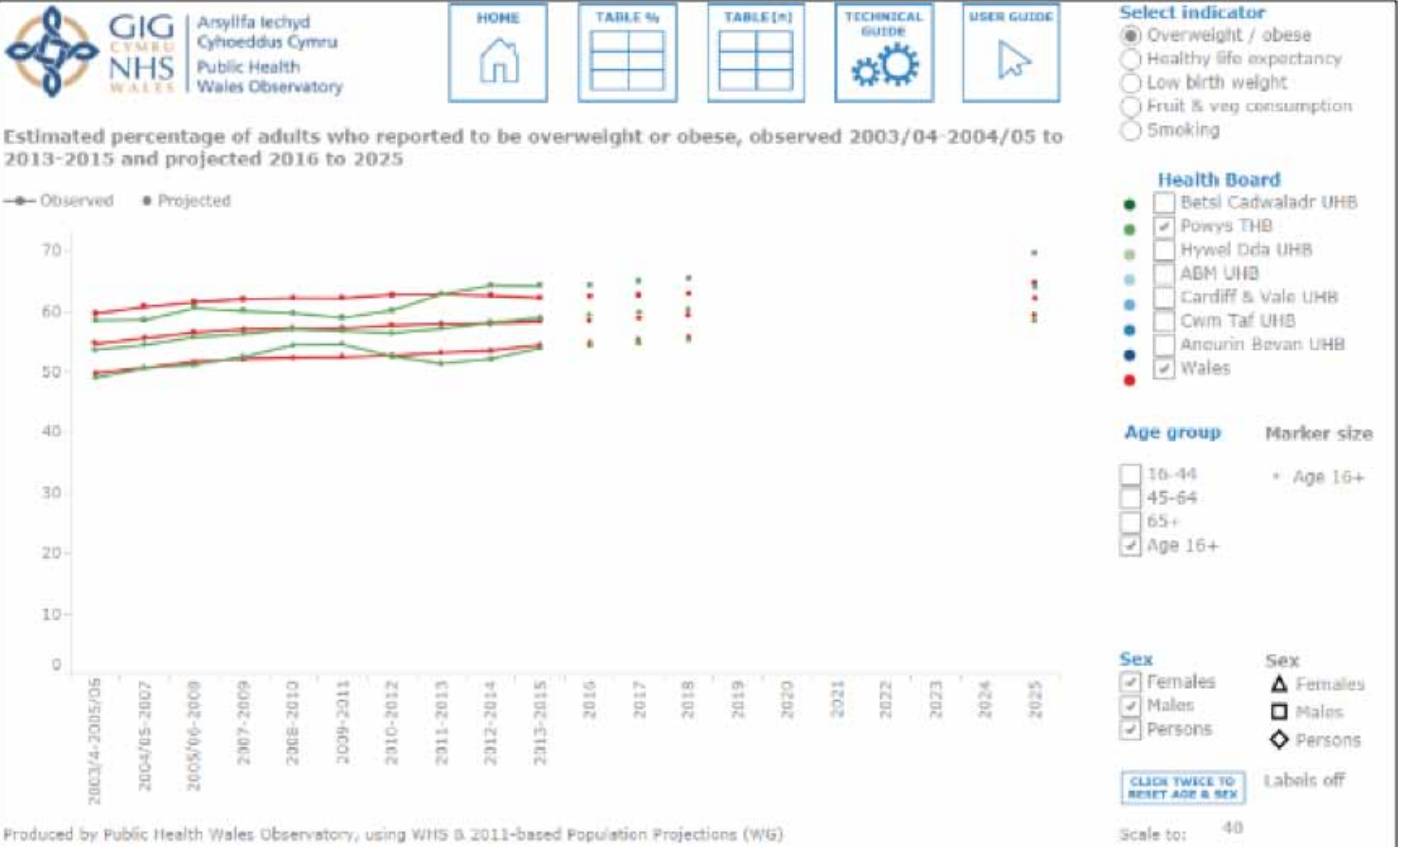 GIG
CYMRU
NHS
WALES
Arsyllfa Iechyd
Cyhoeddus Cymru
Public Health
Wales Observatory
HOME
TABLE %
TABLE [n]
TECHNICAL
GUIDE
USER GUIDE
Select indicator
Overweight / obese
Healthy life expectancy
Low birth weight
Fruit & veg consumption
Smoking
Estimated percentage of adults who reported to be overweight or obese, observed 2003/04-2004/05 to
2013-2015 and projected 2016 to 2025
Observed
Projected
Health Board
Betsi Cadwaladr UHB
Powys THB
Hywel Dda UHB
ABM UHB
Cardiff & Vale UHB
Cwm Taf UHB
Aneurin Bevan UHB
Wales
70
60
50
40
30
20
10
0
Age group
16-44
45-64
65+
Age 16+
Marker size
Age 16+
2003/4-2005/06
2004/05-2007
2005/06-2008
2007-2009
2008-2010
2009-2011
2010-2012
2011-2013
2012-2014
2013-2015
2016
2017
2018
2019
2020
2021
2022
2023
2024
2025
Sex
Females
Males
Persons
Sex
Females
Males
Persons
CLICK TWICE TO
RESET AGE & SEX
Labels off
Produced by Public Health Wales Observatory, using WHS & 2011-based Population Projections (WG)
Scale to:
40